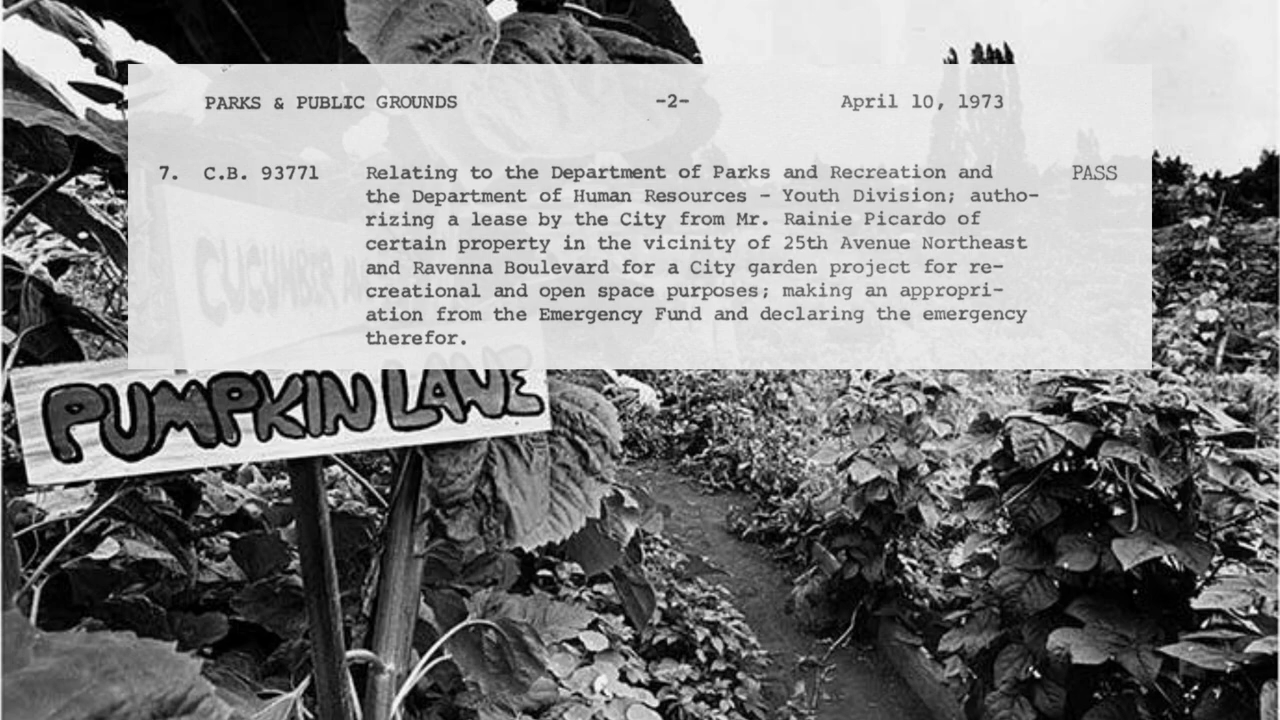 PARKS & PUBLIC GROUNDS -2- April 10, 1973
7. C.B. 93771 Relating to the Department of Parks and Recreation and PASS
the Department of Human Resources - Youth Division; autho-
rizing a lease by the City from Mr. Rainie Picardo of
certain property in the vicinity of 25th Avenue Northeast
and Ravenna Boulevard for a City garden project for re-
creational and open space purposes; making an appropri-
ation from the Emergency Fund and declaring the emergency
therefor.
CUCUMBER
PUMPKIN LANE